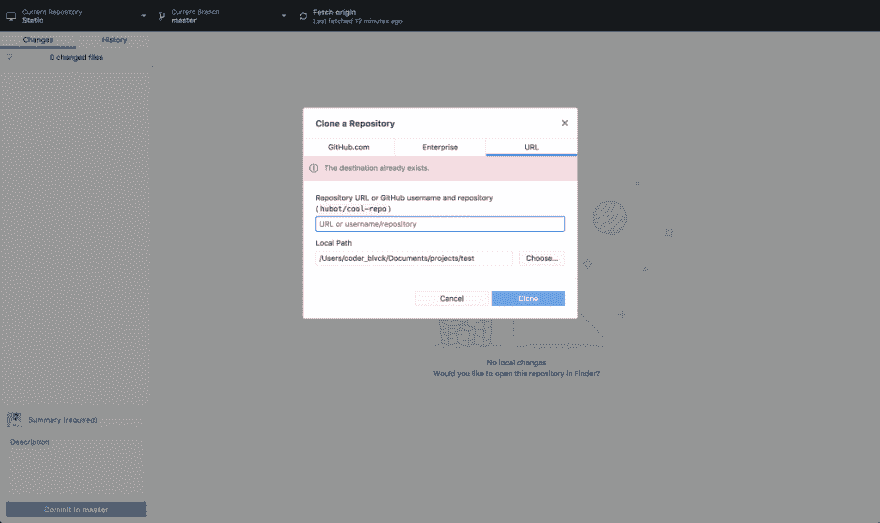 Current Repository
Static
Current Branch
master
Fetch origin
Last fetched 12 minutes ago
Changes
History
0 changed files
Clone a Repository
GitHub.com
Enterprise
URL
The destination already exists.
Repository URL or GitHub username and repository
(hubot/cool-repo)
URL or username/repository
Local Path
/Users/coder_blvck/Documents/projects/test
Choose...
Cancel
Clone
No local changes
Would you like to open this repository in Finder?
Summary (required)
Description
Commit to master